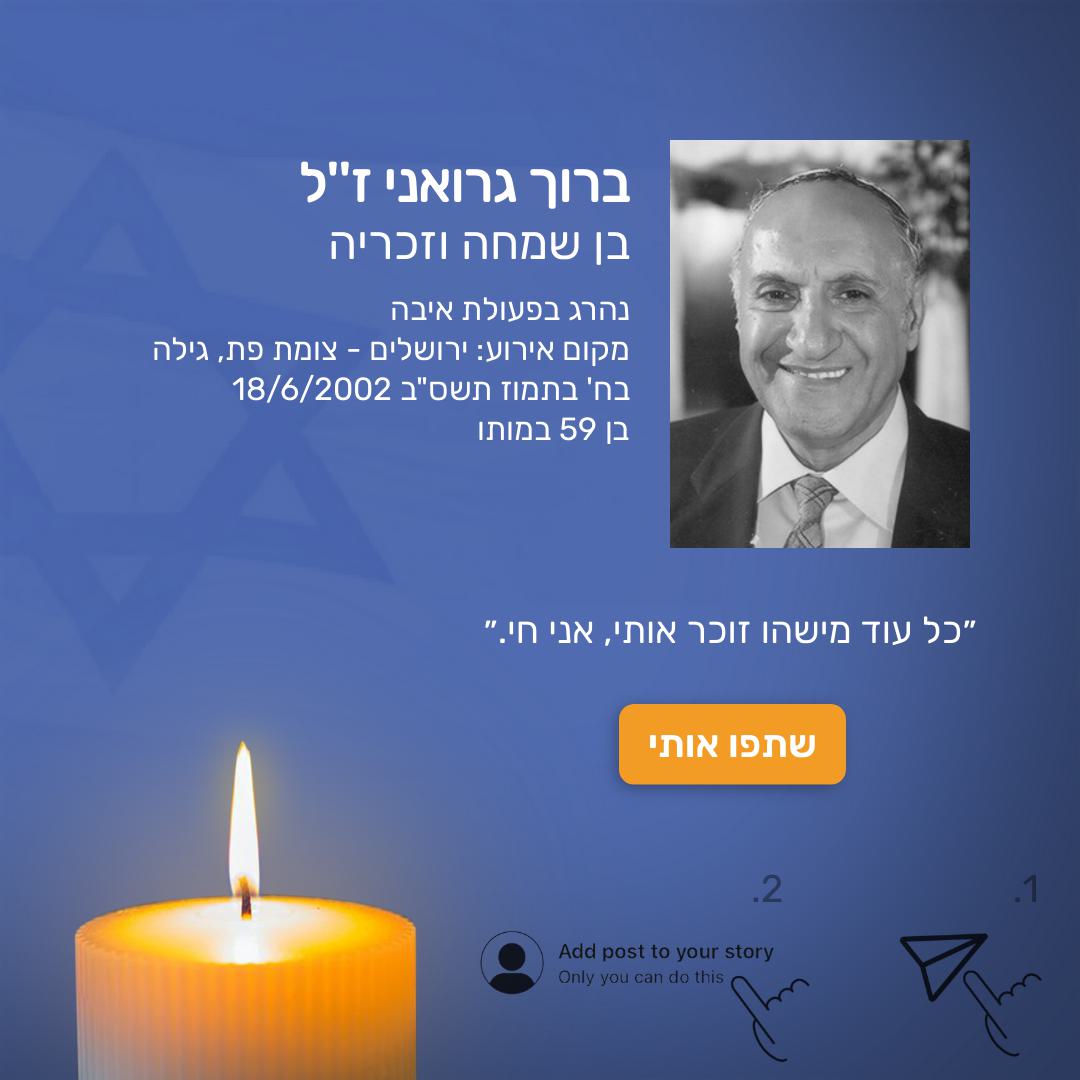 ברוך גרואני ז"ל
בן שמחה וזכריה
נהרג בפעולת איבה
מקום אירוע: ירושלים - צומת פת, גילה
בח' בתמוז תשס"ב 18/6/2002
בן 59 במותו
״כל עוד מישהו זוכר אותי, אני חי.״
שתפו אותי
.1
.2
Add post to your story
Only you can do this